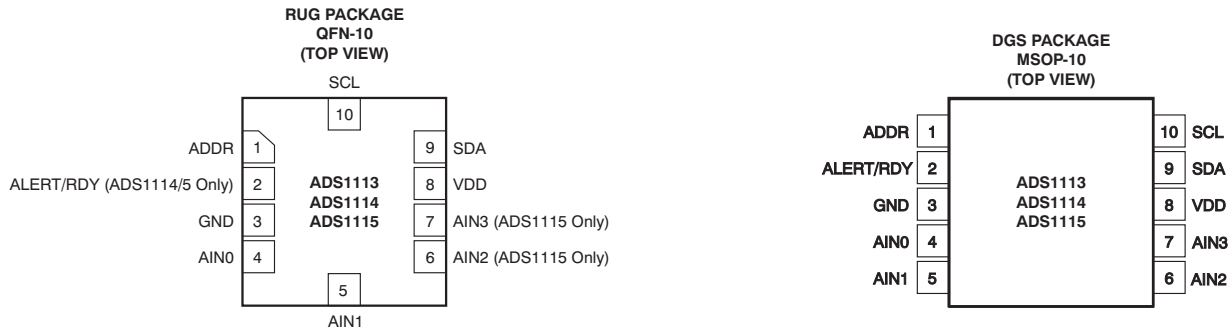 RUG PACKAGE
QFN-10
(TOP VIEW)
SCL
10
ADDR 1
9 SDA
ALERT/RDY (ADS1114/5 Only) 2
8 VDD
GND 3
7 AIN3 (ADS1115 Only)
AIN0 4
6 AIN2 (ADS1115 Only)
ADS1113
ADS1114
ADS1115
5
AIN1
DGS PACKAGE
MSOP-10
(TOP VIEW)
ADDR 1
10 SCL
ALERT/RDY 2
9 SDA
GND 3
8 VDD
AIN0 4
7 AIN3
AIN1 5
6 AIN2
ADS1113
ADS1114
ADS1115